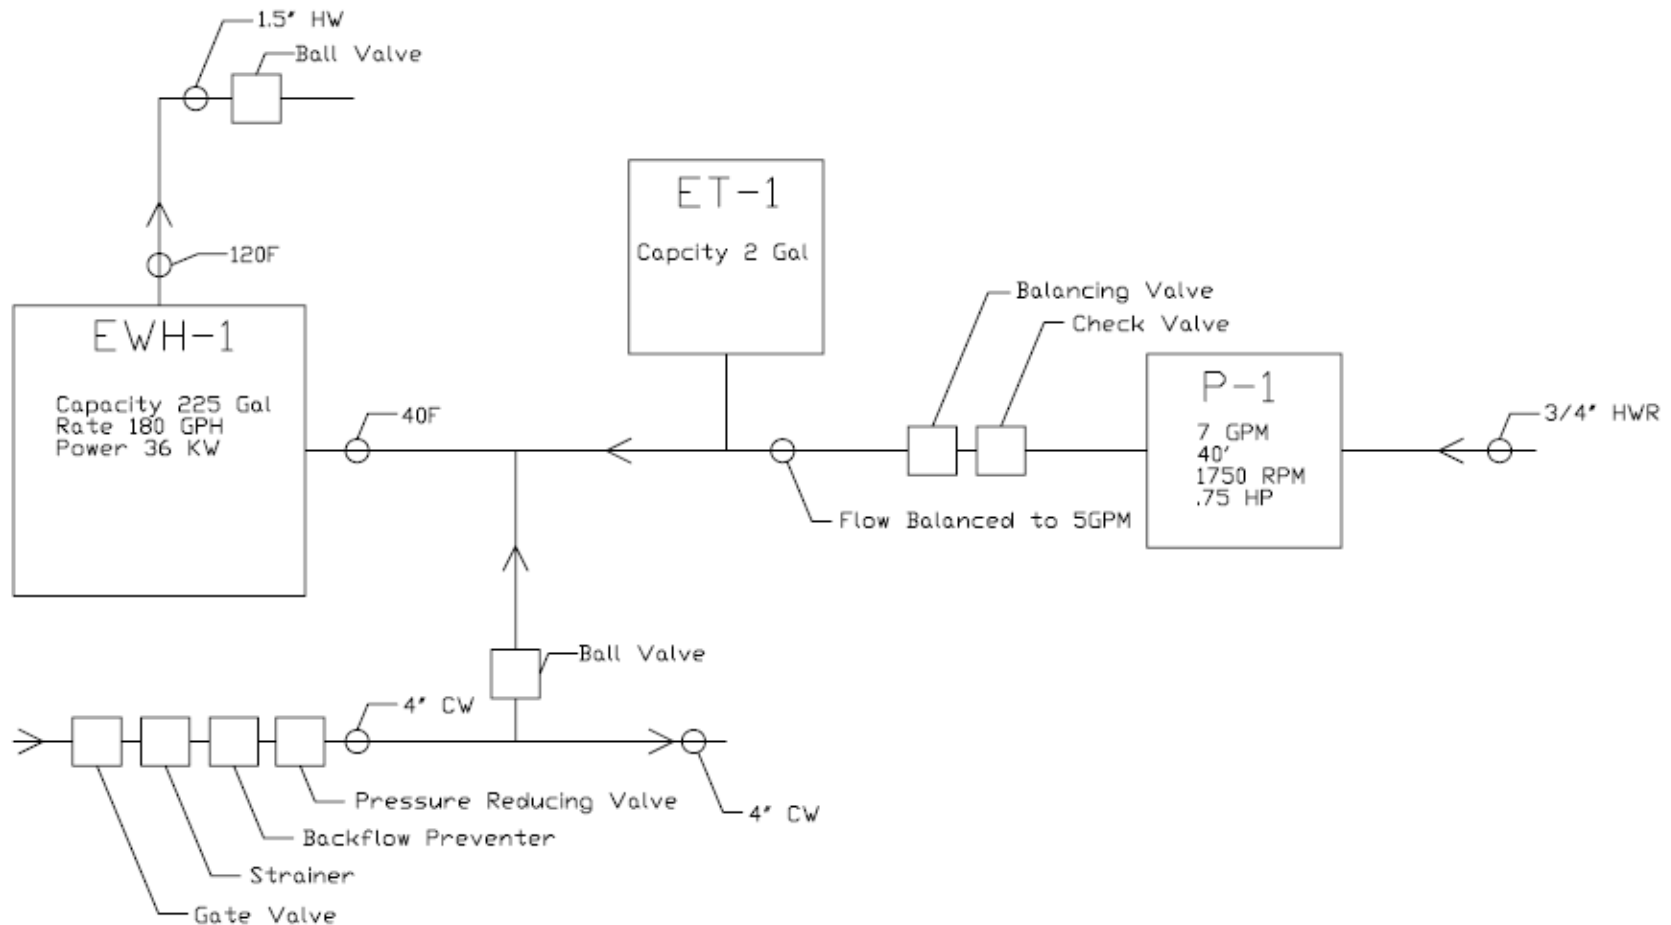 1.5" HW
Ball Valve
120F
EWH-1
Capacity 225 Gal
Rate 180 GPH
Power 36 KW
40F
ET-1
Capcity 2 Gal
Balancing Valve
Check Valve
P-1
7 GPM
40'
1750 RPM
.75 HP
3/4" HWR
Flow Balanced to 5GPM
Ball Valve
4" CW
4" CW
Pressure Reducing Valve
Backflow Preventer
Strainer
Gate Valve